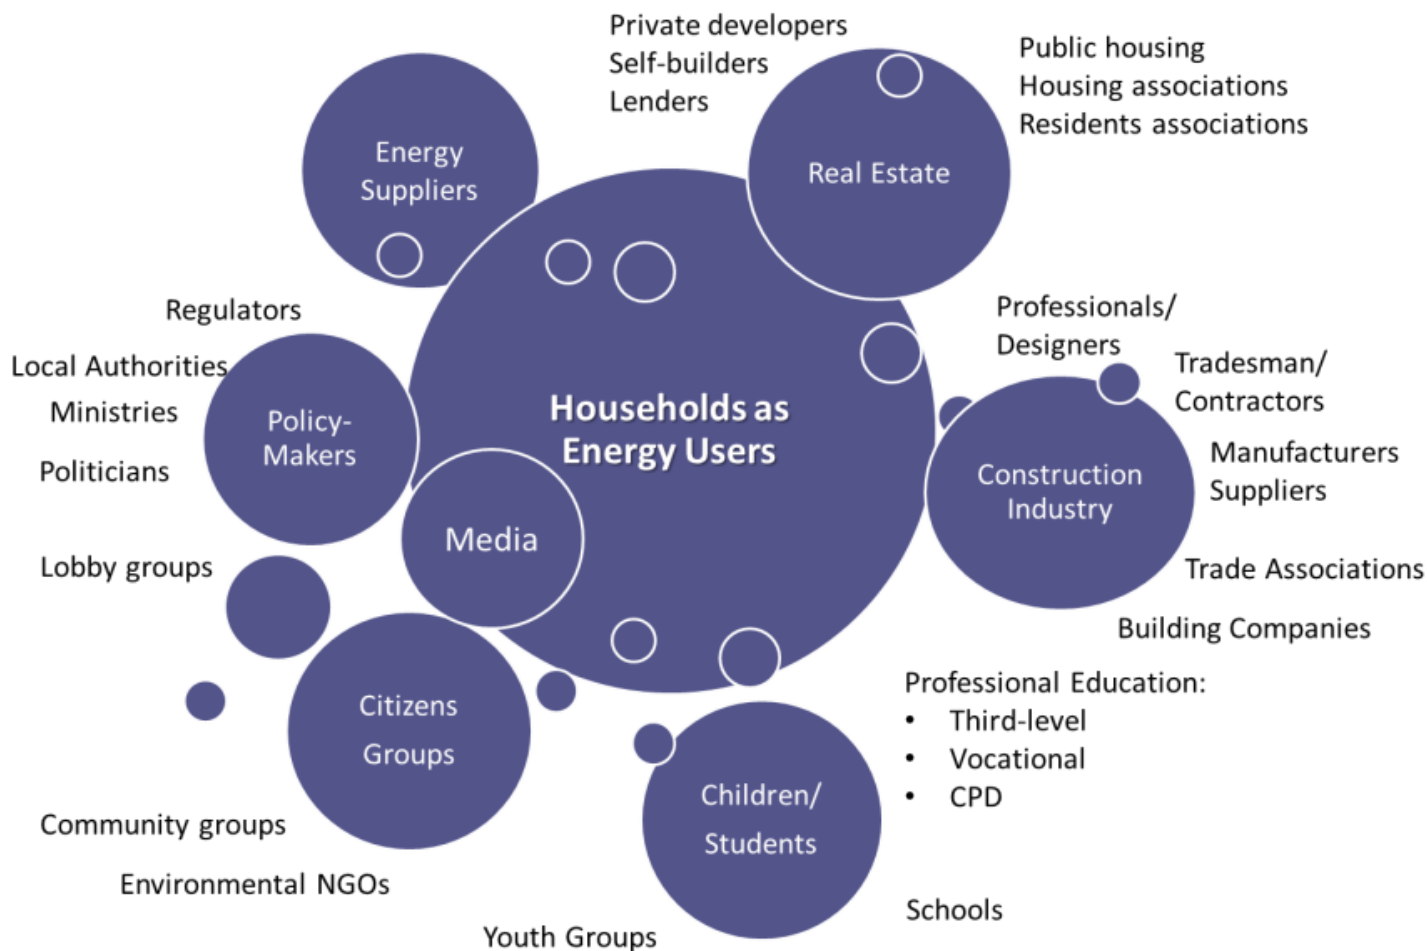 Private developers
Self-builders
Lenders
Public housing
Housing associations
Residents associations
Energy
Suppliers
Real Estate
Regulators
Professionals/
Designers
Local Authorities
Tradesman/
Contractors
Ministries
Policy-
Makers
Households as
Energy Users
Politicians
Manufacturers
Suppliers
Construction
Industry
Media
Lobby groups
Trade Associations
Building Companies
Citizens
Groups
Professional Education:
• Third-level
• Vocational
• CPD
Children/
Students
Community groups
Environmental NGOs
Schools
Youth Groups